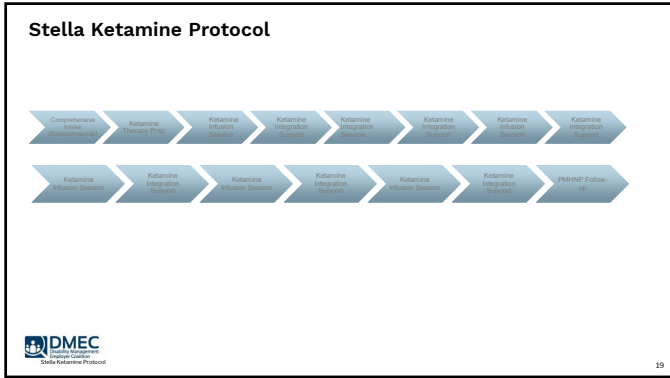 Stella Ketamine Protocol
Comprehensive
Intake
Ketamine
Therapy Prep
Ketamine
Infusion
Session
Ketamine
Integration
Support
Ketamine
Integration
Session
Ketamine
Integration
Support
Ketamine
Infusion
Session
Ketamine
Integration
Support
Ketamine
Infusion Session
Ketamine
Integration
Support
Ketamine
Infusion Session
Ketamine
Integration
Support
Ketamine
Infusion Session
Ketamine
Integration
Support
PMHNP Follow-
up
DMEC
Disability Management
Employer Coalition
Stella Ketamine Protocol
19